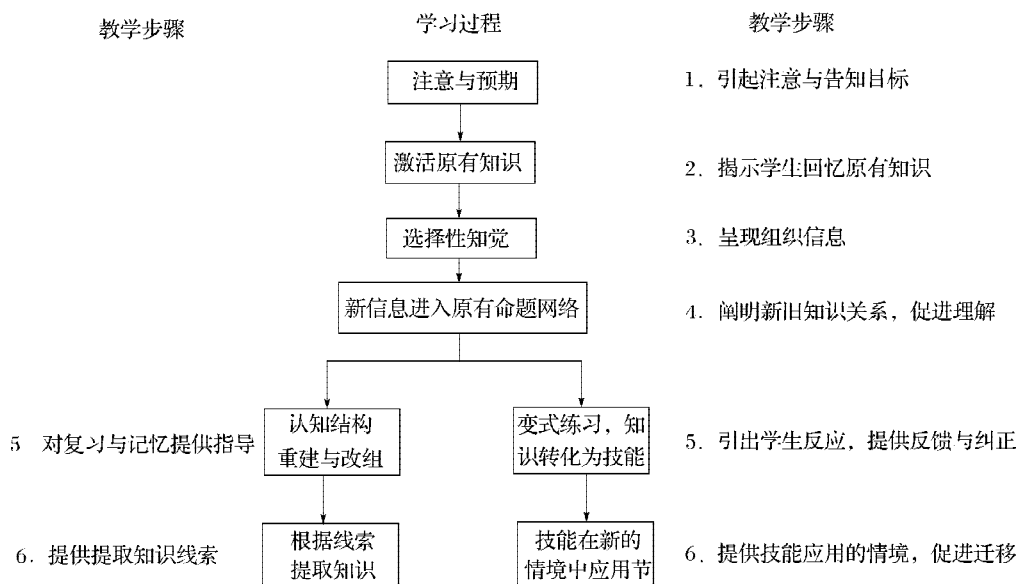 教学步骤 学习过程 教学步骤
注意与预期 1. 引起注意与告知目标
激活原有知识 2. 揭示学生回忆原有知识
选择性知党 3. 呈现组织信息
新信息进入原有命题网络 4. 阐明新旧知识关系，促进理解
5 对复习与记忆提供指导
认知结构
重建与改组
变式练习，知
识转化为技能
5. 引出学生反应，提供反馈与纠正
6. 提供提取知识线索
根据线索
提取知识
技能在新的
情境中应用节
6. 提供技能应用的情境，促进迁移